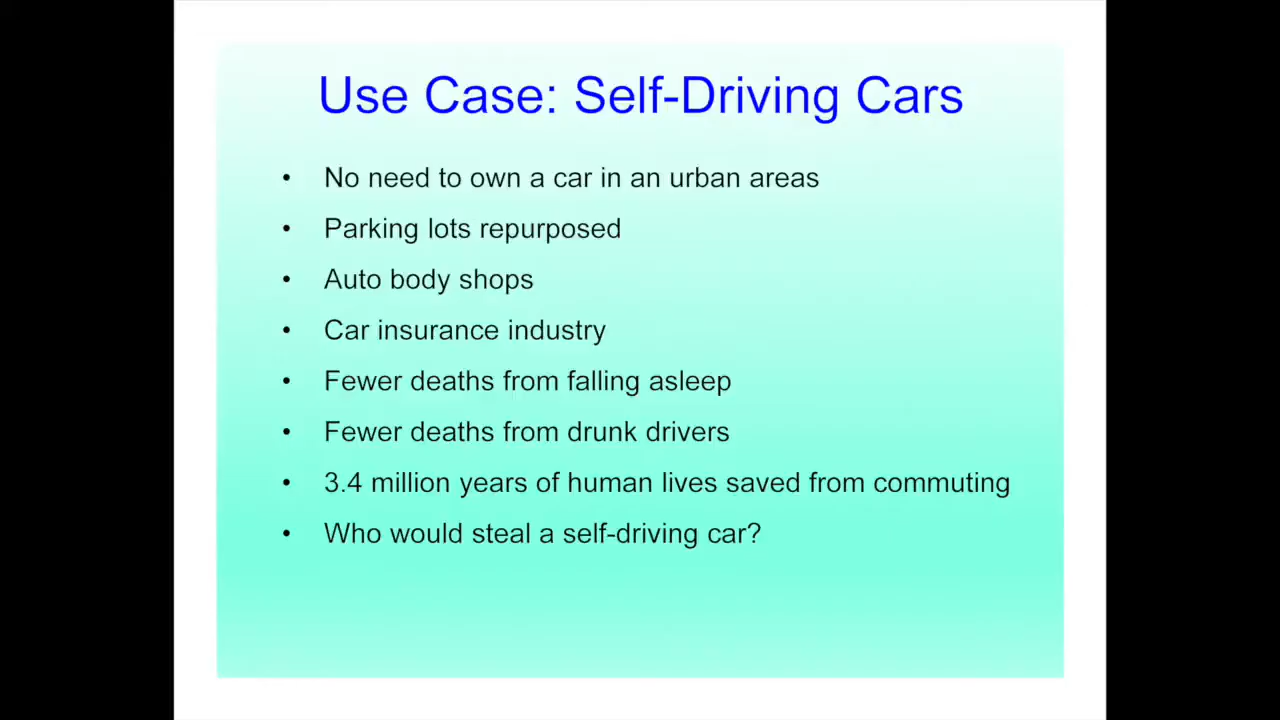 Use Case: Self-Driving Cars
• No need to own a car in an urban areas
• Parking lots repurposed
• Auto body shops
• Car insurance industry
• Fewer deaths from falling asleep
• Fewer deaths from drunk drivers
• 3.4 million years of human lives saved from commuting
• Who would steal a self-driving car?